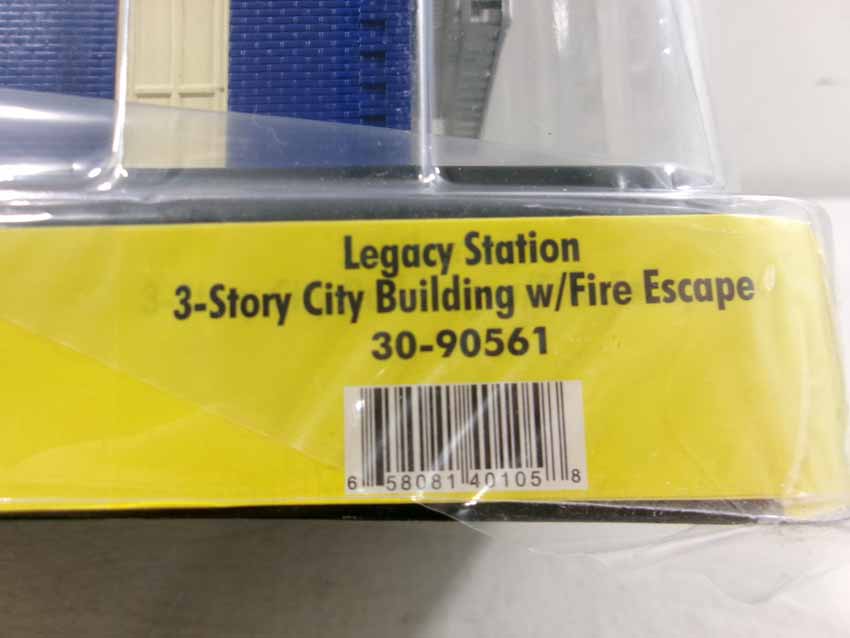 Legacy Station
3-Story City Building w/Fire Escape
30-90561
6 58081 40105 8